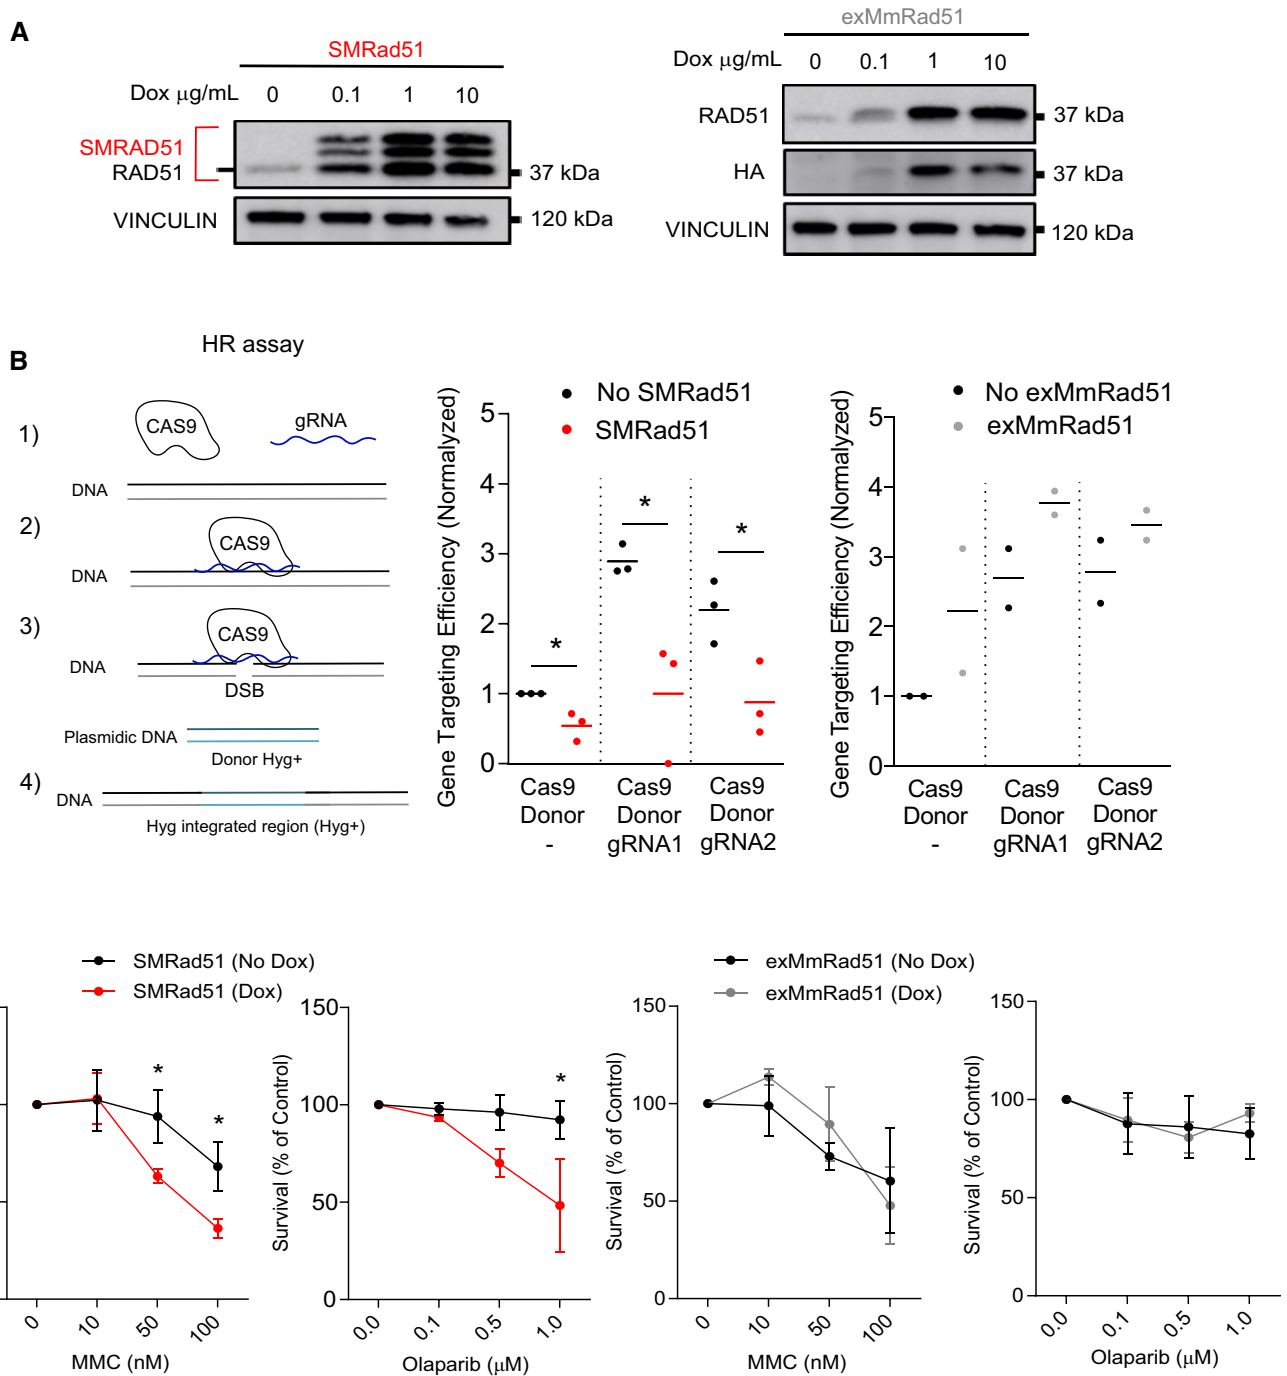 A
SMRad51
Dox µg/mL 0 0.1 1 10
SMRAD51
RAD51
37 kDa
VINCULIN
120 kDa
exMmRad51
Dox µg/mL 0 0.1 1 10
RAD51
37 kDa
HA
37 kDa
VINCULIN
120 kDa
B
HR assay
1)
CAS9
gRNA
DNA
2)
CAS9
DNA
3)
CAS9
DNA
DSB
Plasmidic DNA
Donor Hyg+
4)
DNA
Hyg integrated region (Hyg+)
No SMRad51
SMRad51
Gene Targeting Efficiency (Normalyzed)
5
4
3
2
1
0
*
*
*
Cas9 Cas9 Cas9
Donor Donor Donor
- gRNA1 gRNA2
No exMmRad51
exMmRad51
Gene Targeting Efficiency (Normalyzed)
5
4
3
2
1
0
Cas9 Cas9 Cas9
Donor Donor Donor
- gRNA1 gRNA2
SMRad51 (No Dox)
SMRad51 (Dox)
*
*
0 10 50 100
MMC (nM)
Survival (% of Control)
150
100
50
0
*
0.0 0.1 0.5 1.0
Olaparib (µM)
exMmRad51 (No Dox)
exMmRad51 (Dox)
Survival (% of Control)
150
100
50
0
0 10 50 100
MMC (nM)
Survival (% of Control)
150
100
50
0
0.0 0.1 0.5 1.0
Olaparib (µM)